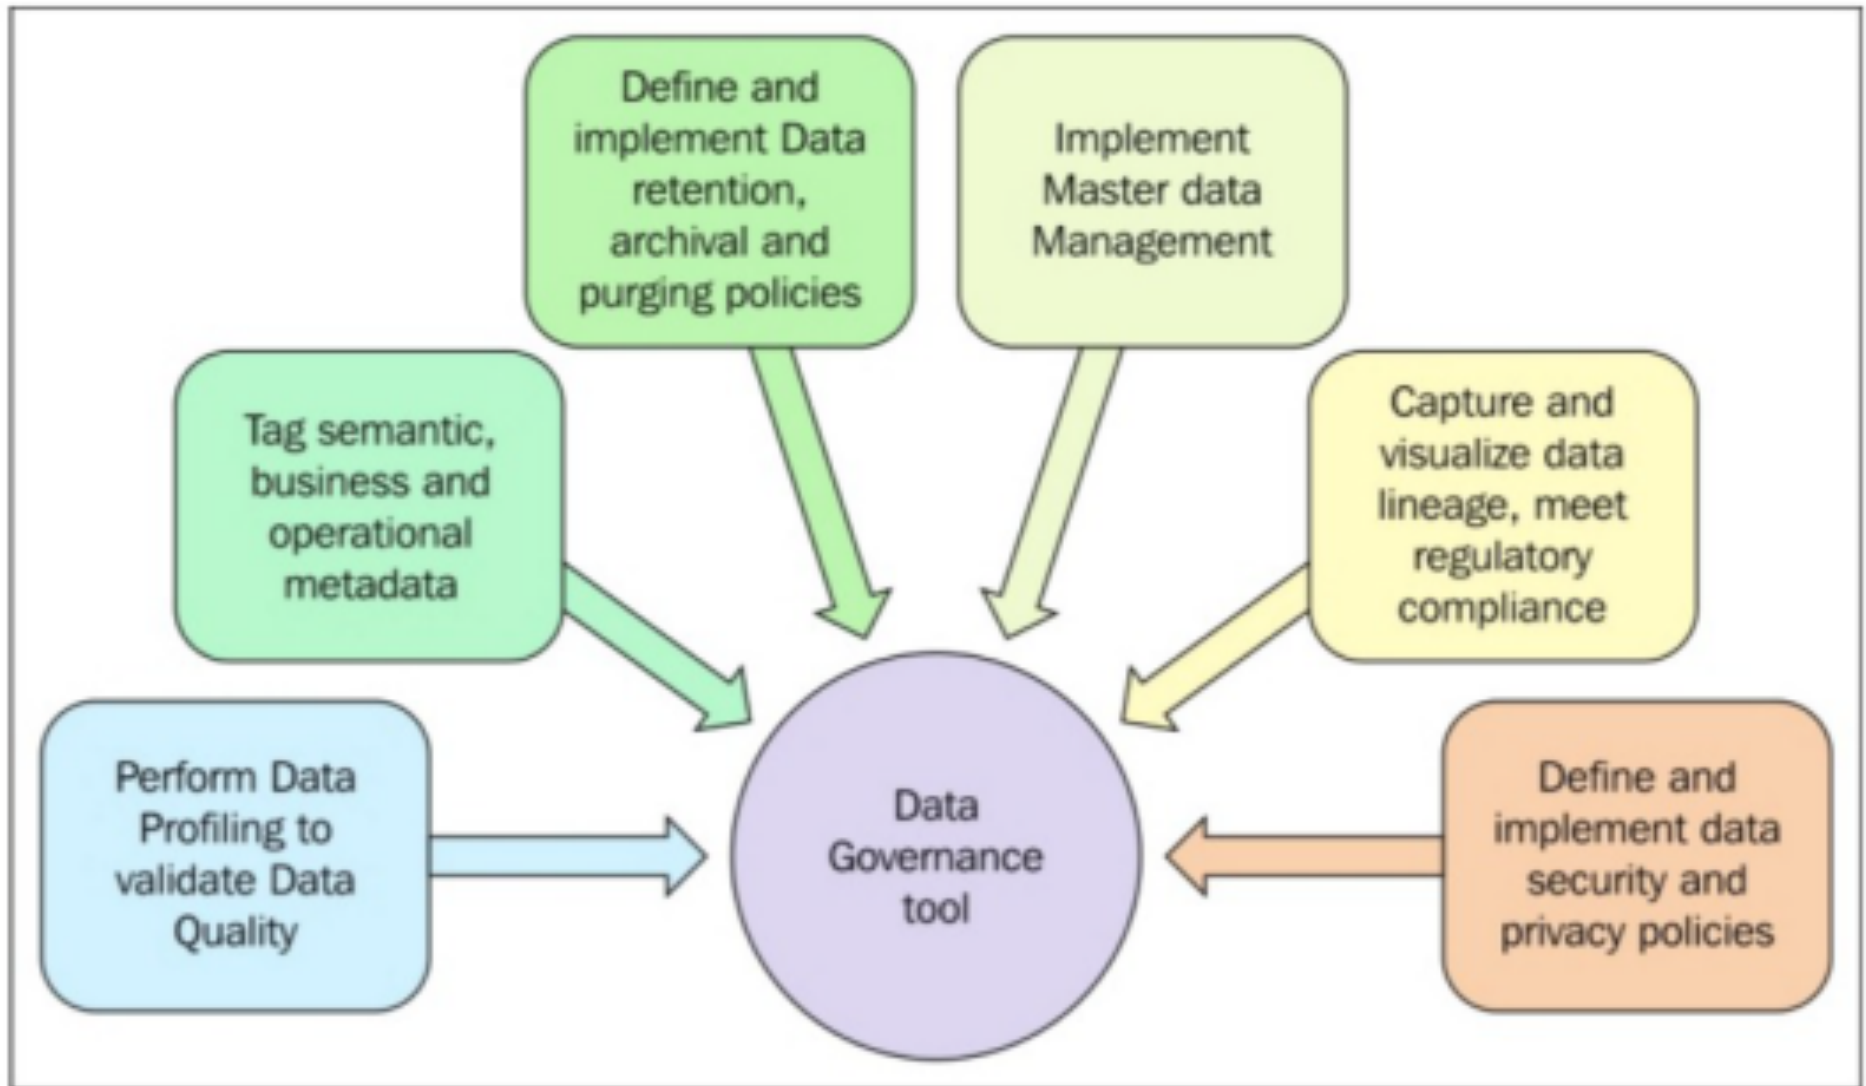 Define and
implement Data
retention,
archival and
purging policies
Implement
Master data
Management
Tag semantic,
business and
operational
metadata
Capture and
visualize data
lineage, meet
regulatory
compliance
Perform Data
Profiling to
validate Data
Quality
Data
Governance
tool
Define and
implement data
security and
privacy policies